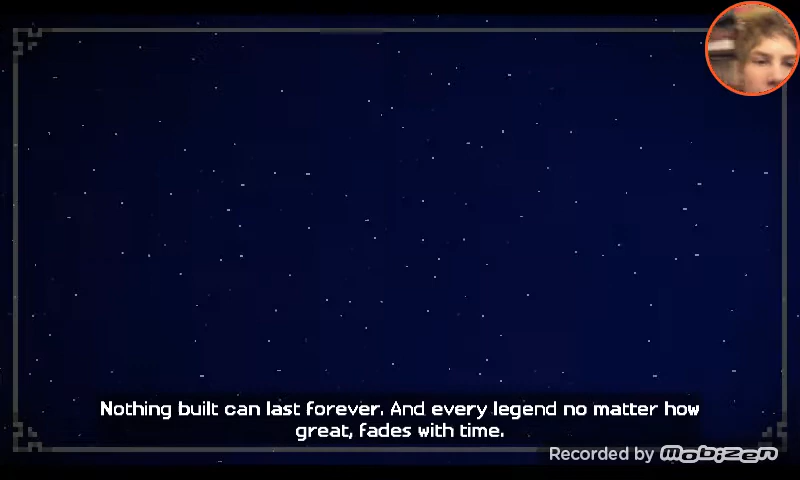 Nothing built can last forever. And every legend no matter how
great, fades with time.
Recorded by Mobizen